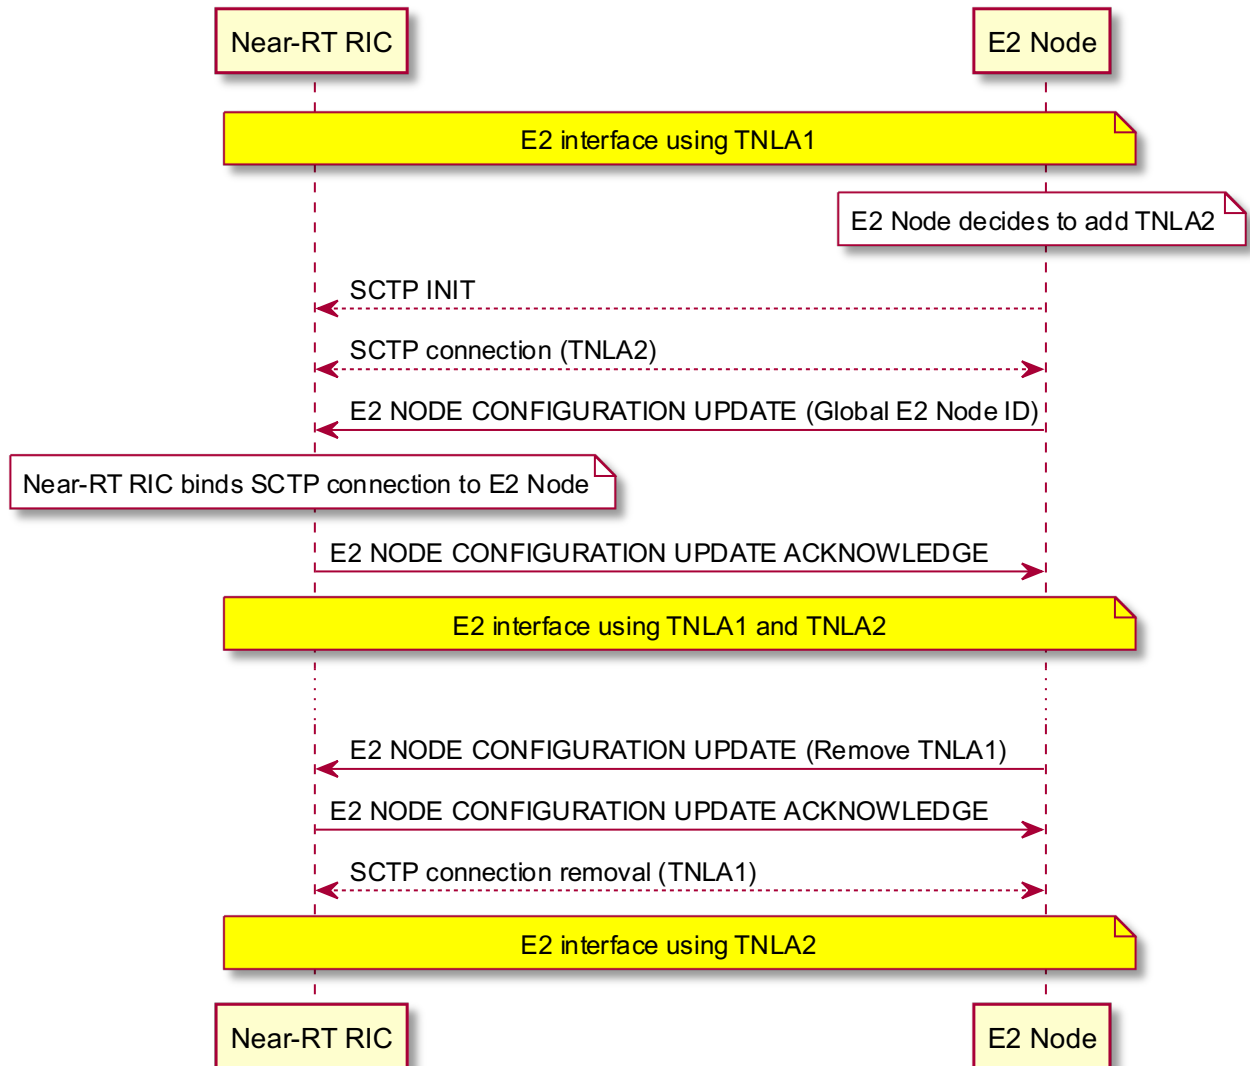 Near-RT RIC
E2 Node
E2 interface using TNLA1
E2 Node decides to add TNLA2
SCTP INIT
SCTP connection (TNLA2)
E2 NODE CONFIGURATION UPDATE (Global E2 Node ID)
Near-RT RIC binds SCTP connection to E2 Node
E2 NODE CONFIGURATION UPDATE ACKNOWLEDGE
E2 interface using TNLA1 and TNLA2
E2 NODE CONFIGURATION UPDATE (Remove TNLA1)
E2 NODE CONFIGURATION UPDATE ACKNOWLEDGE
SCTP connection removal (TNLA1)
E2 interface using TNLA2
Near-RT RIC
E2 Node